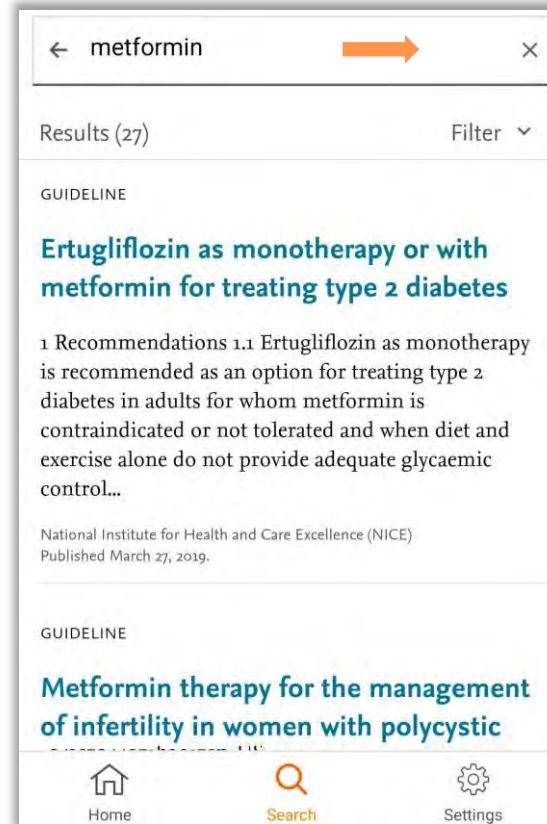 metformin
Results (27) Filter
GUIDELINE
Ertugliflozin as monotherapy or with
metformin for treating type 2 diabetes
1 Recommendations 1.1 Ertugliflozin as monotherapy
is recommended as an option for treating type 2
diabetes in adults for whom metformin is
contraindicated or not tolerated and when diet and
exercise alone do not provide adequate glycaemic
control...
National Institute for Health and Care Excellence (NICE)
Published March 27, 2019.
GUIDELINE
Metformin therapy for the management
of infertility in women with polycystic
Home Search Settings